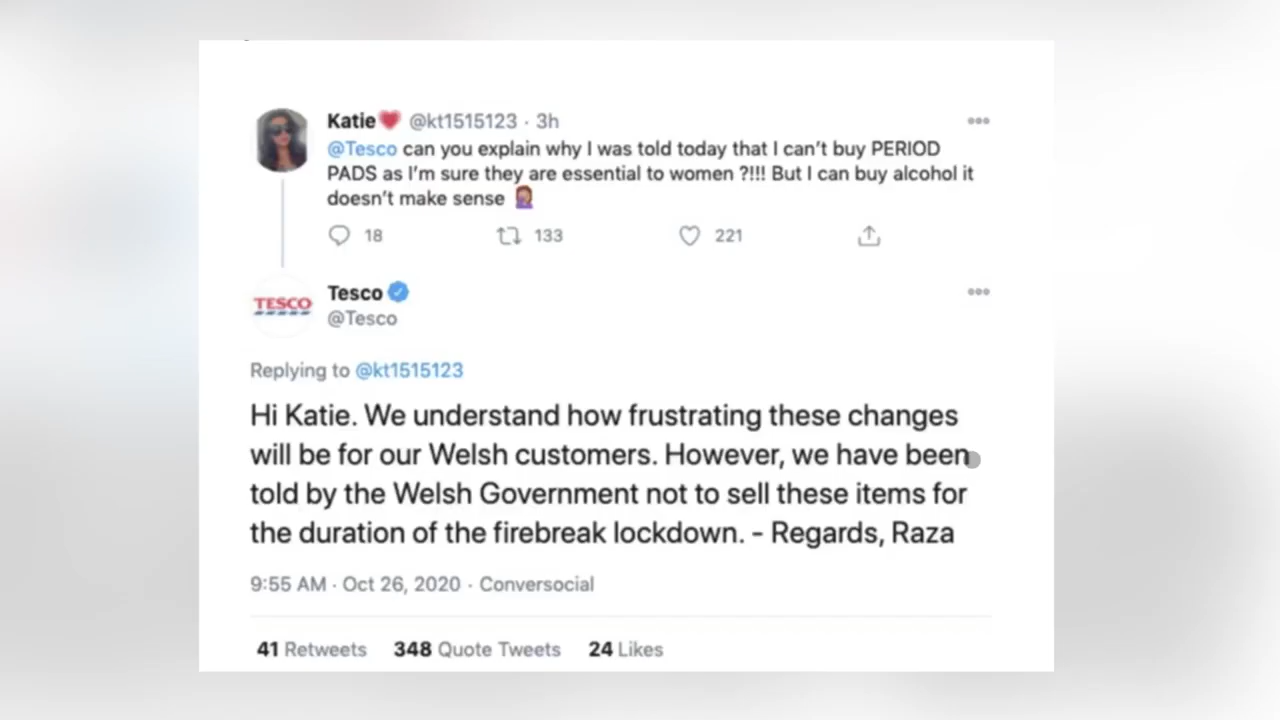 Katie❤️ @kt1515123 · 3h
@Tesco can you explain why I was told today that I can't buy PERIOD
PADS as I'm sure they are essential to women ?!!! But I can buy alcohol it
doesn't make sense 🤦🏽‍♀️
18 133 221
TESCO
Tesco
@Tesco
Replying to @kt1515123
Hi Katie. We understand how frustrating these changes
will be for our Welsh customers. However, we have been
told by the Welsh Government not to sell these items for
the duration of the firebreak lockdown. - Regards, Raza
9:55 AM · Oct 26, 2020 · Conversocial
41 Retweets 348 Quote Tweets 24 Likes